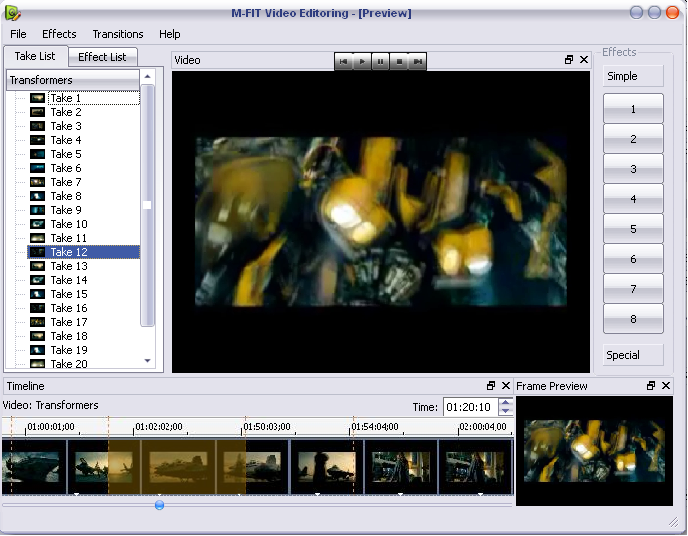 M-FIT Video Editoring - [Preview]
File Effects Transitions Help
Take List Effect List
Transformers
Take 1
Take 2
Take 3
Take 4
Take 5
Take 6
Take 7
Take 8
Take 9
Take 10
Take 11
Take 12
Take 13
Take 14
Take 15
Take 16
Take 17
Take 18
Take 19
Take 20
Video
Effects
Simple
1
2
3
4
5
6
7
8
Special
Timeline
Video: Transformers
Time: 01:20:10
01:00:01;00 01:02:02;00 01:50:03;00 01:54:04;00 02:00:04,00
Frame Preview